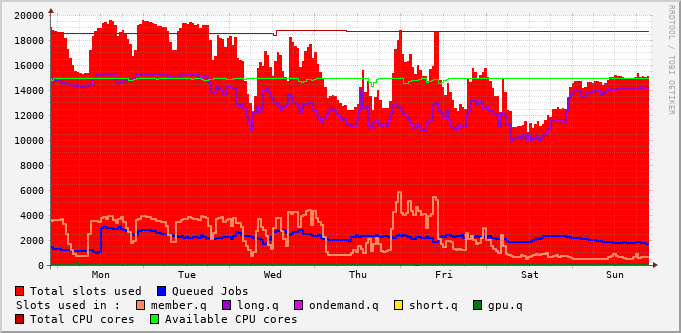 20000
18000
16000
14000
12000
10000
8000
6000
4000
2000
0
Mon Tue Wed Thu Fri Sat Sun
RRDTOOL / TOBI OETIKER
Total slots used Queued Jobs
Slots used in : member.q long.q ondemand.q short.q gpu.q
Total CPU cores Available CPU cores